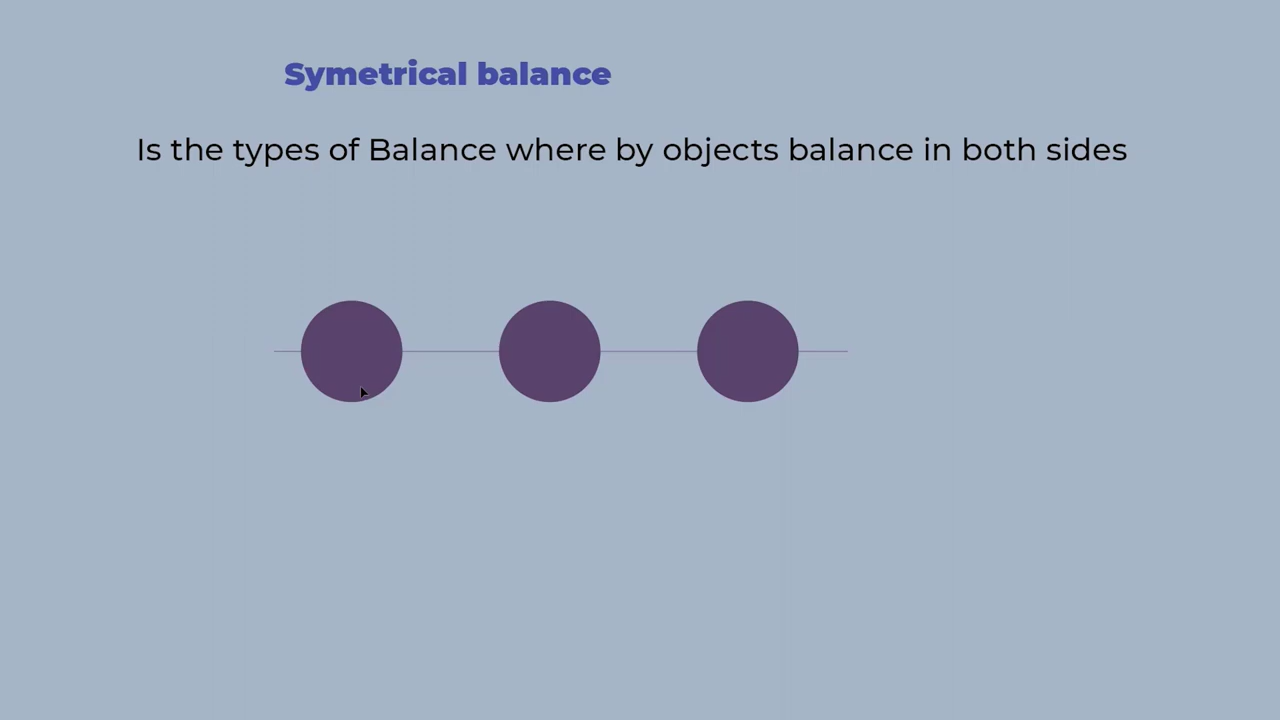 Symetrical balance
Is the types of Balance where by objects balance in both sides